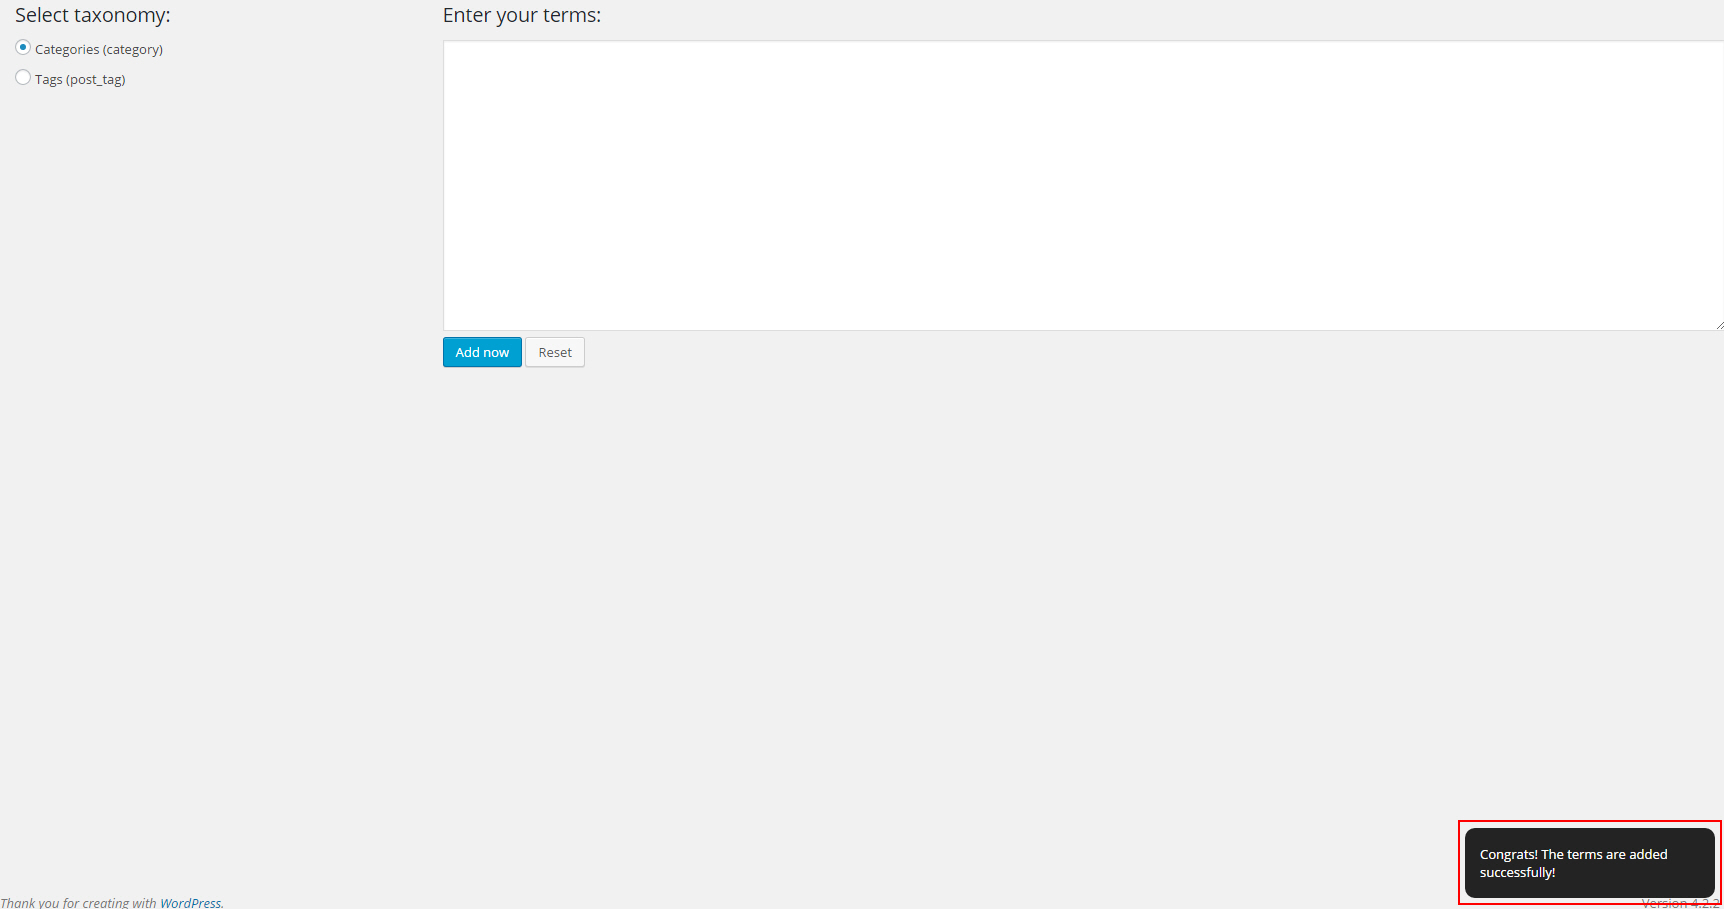 Select taxonomy:
Categories (category)
Tags (post_tag)
Enter your terms:
Add now
Reset
Congrats! The terms are added
successfully!
Thank you for creating with WordPress.
Version 4.2.2